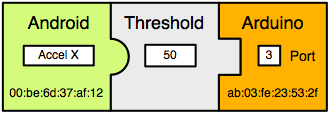 Android
Accel X
00:be:6d:37:af:12
Threshold
50
Arduino
3 Port
ab:03:fe:23:53:2f